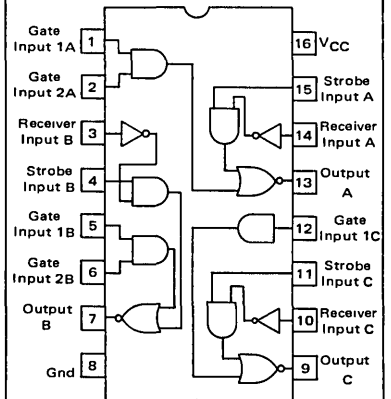 Gate
Input 1A
1
Gate
Input 2A
2
Receiver
Input B
3
Strobe
Input B
4
Gate
Input 1B
5
Gate
Input 2B
6
Output
B
7
Gnd
8
16
VCC
15
Strobe
Input A
14
Receiver
Input A
13
Output
A
12
Gate
Input 1C
11
Strobe
Input C
10
Receiver
Input C
9
Output
C